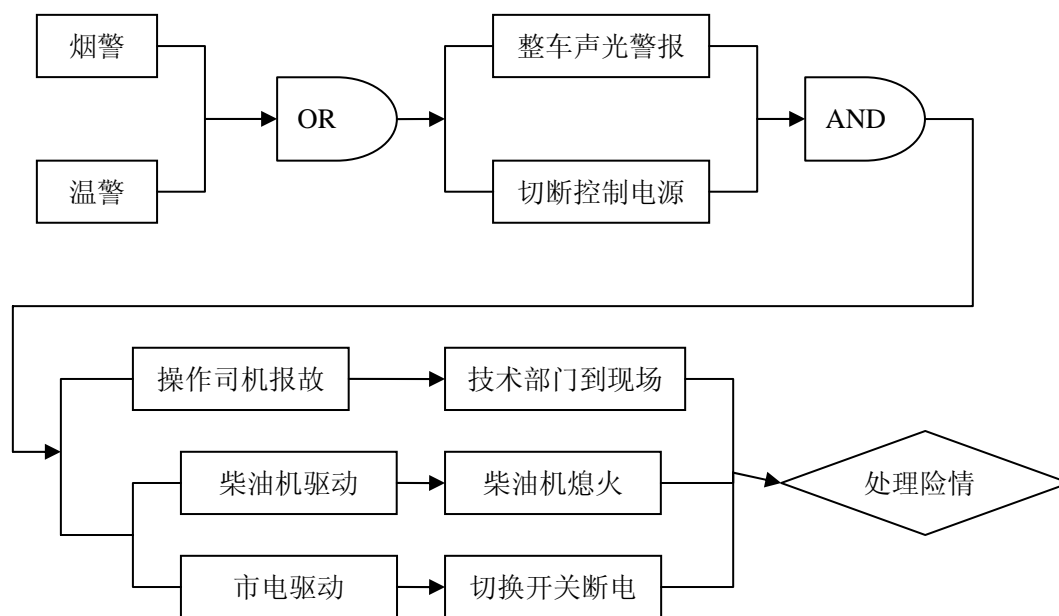 烟警
整车声光警报
OR
AND
温警
切断控制电源
操作司机报故
技术部门到现场
柴油机驱动
柴油机熄火
处理险情
市电驱动
切换开关断电